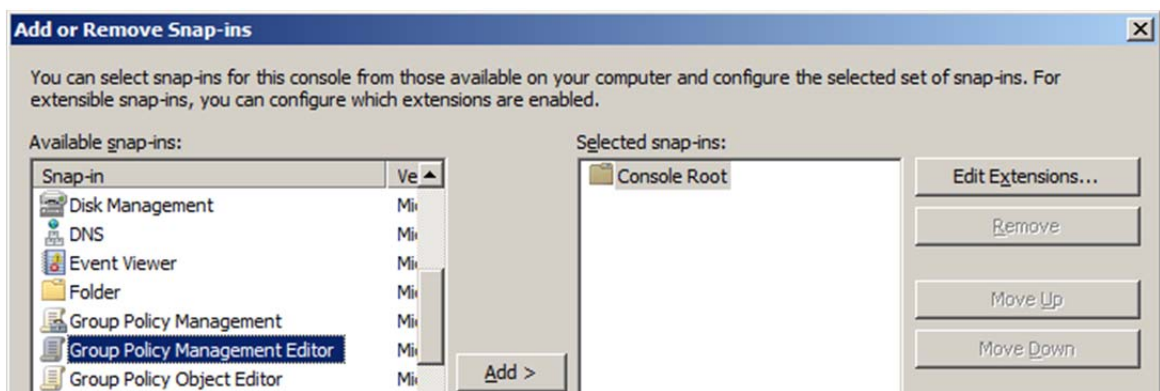 Add or Remove Snap-ins
You can select snap-ins for this console from those available on your computer and configure the selected set of snap-ins. For
extensible snap-ins, you can configure which extensions are enabled.
Available snap-ins:
Selected snap-ins:
Snap-in
Ve
Disk Management
Mi
DNS
Mi
Event Viewer
Mi
Folder
Mi
Group Policy Management
Mi
Group Policy Management Editor
Mi
Group Policy Object Editor
Mi
Add >
Console Root
Edit Extensions...
Remove
Move Up
Move Down